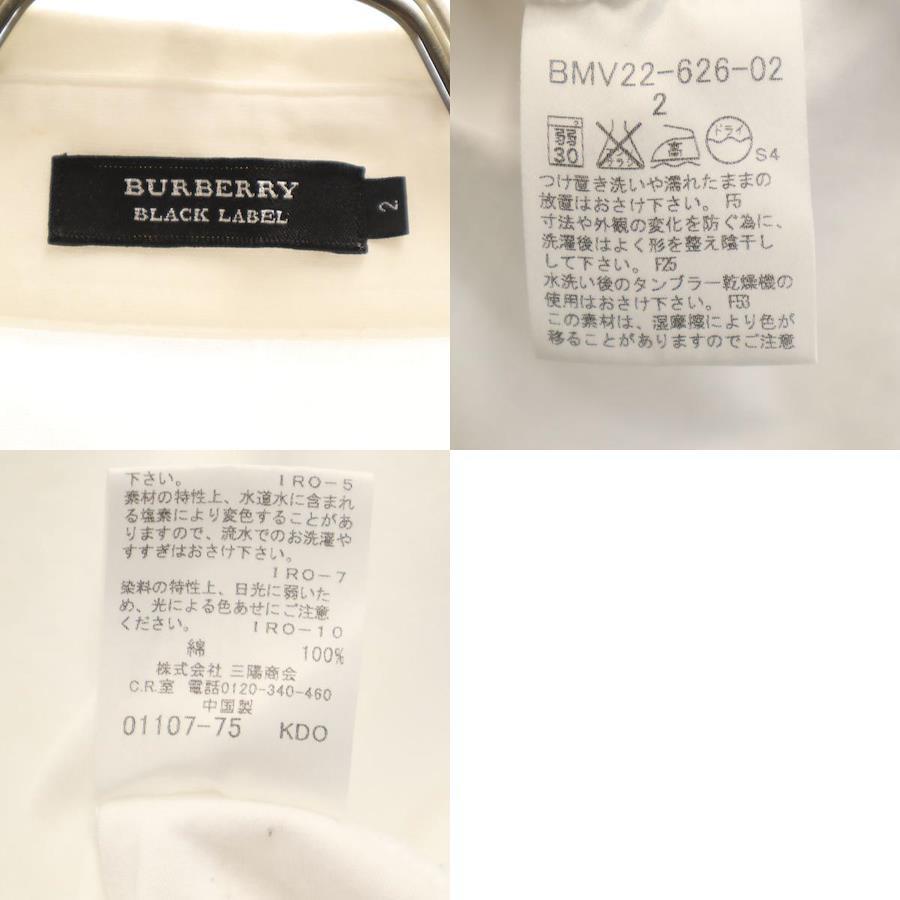 BURBERRY
BLACK LABEL
2
BMV22-626-02
2
弱
30
高
ドライ
S4
つけ置き洗いや濡れたままの
放置はおさけ下さい。 F5
寸法や外観の変化を防ぐ為に、
洗濯後はよく形を整え陰干し
して下さい。 F25
水洗い後のタンブラー乾燥機の
使用はおさけ下さい。 F53
この素材は、湿摩擦により色が
移ることがありますのでご注意
下さい。 IRO-5
素材の特性上、水道水に含まれ
る塩素により変色することがあ
りますので、流水でのお洗濯や
すすぎはおさけ下さい。
IRO-7
染料の特性上、日光に弱いた
め、光による色あせにご注意
ください。 IRO-10
綿 100%
株式会社 三陽商会
C.R.室 電話0120-340-460
中国製
01107-75 KDO